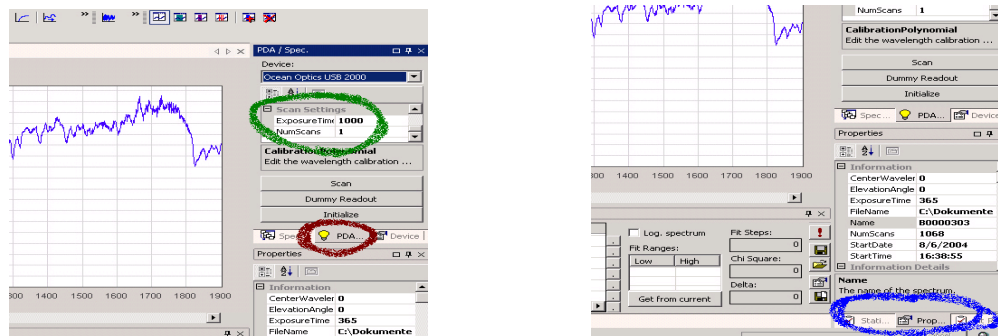 PDA / Spec.
Device:
Ocean Optics USB 2000
Scan Settings
ExposureTime 1000
NumScans 1
CalibrationPolynomial
Edit the wavelength calibration ...
Scan
Dummy Readout
Initialize
Spe
PDA...
Device
Properties
Information
CenterWaveler 0
ElevationAngle 0
ExposureTime 365
FileName C:\Dokumente
1300 1400 1500 1600 1700 1800 1900
NumScans 1
CalibrationPolynomial
Edit the wavelength calibration ...
Scan
Dummy Readout
Initialize
Spec...
PDA...
Device
Properties
Information
CenterWaveler 0
ElevationAngle 0
ExposureTime 365
FileName C:\Dokumente
Name B0000303
NumScans 1068
StartDate 8/6/2004
StartTime 16:38:55
Information Details
Name
The name of the spectrum.
Stati...
Prop...
300 1400 1500 1600 1700 1800 1900
Log. spectrum
Fit Ranges:
Low High
Get from current
Fit Steps:
0
Chi Square:
0
Delta:
0